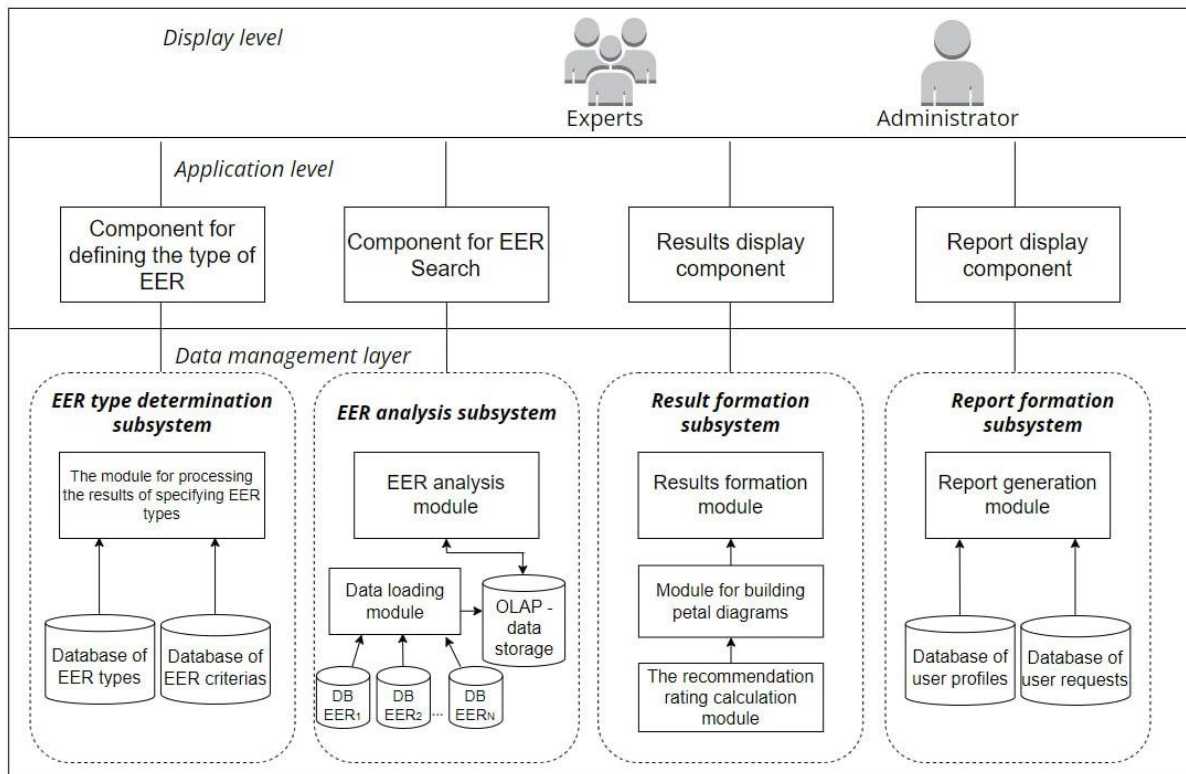 Display level
Experts
Administrator
Application level
Component for
defining the type of
EER
Component for EER
Search
Results display
component
Report display
component
Data management layer
EER type determination
subsystem
The module for processing
the results of specifying EER
types
Database of
EER types
Database of
EER criterias
EER analysis subsystem
EER analysis
module
Data loading
module
OLAP -
data
storage
DB
EER₁
DB
EER₂
...
DB
EERN
Result formation
subsystem
Results formation
module
Module for building
petal diagrams
The recommendation
rating calculation
module
Report formation
subsystem
Report generation
module
Database of
user profiles
Database of
user requests